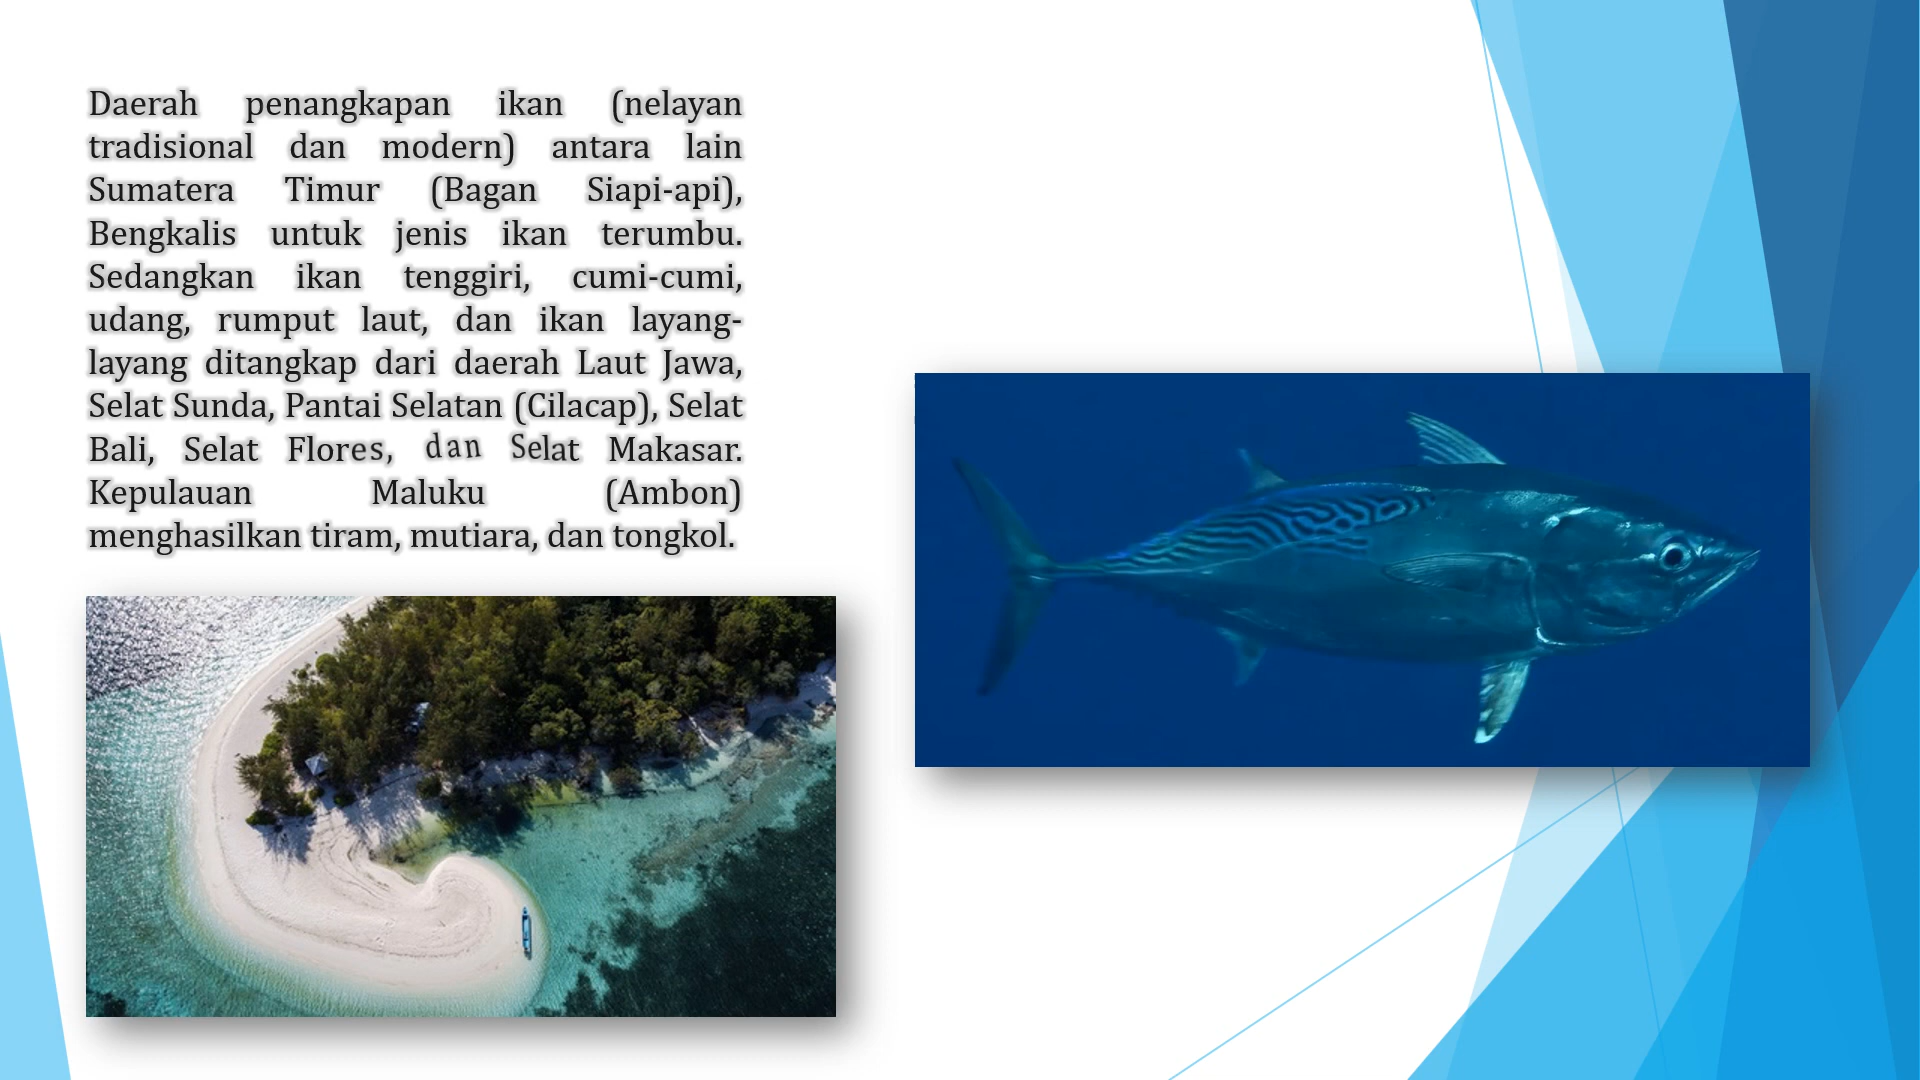 Daerah penangkapan ikan (nelayan
tradisional dan modern) antara lain
Sumatera Timur (Bagan Siapi-api),
Bengkalis untuk jenis ikan terumbu.
Sedangkan ikan tenggiri, cumi-cumi,
udang, rumput laut, dan ikan layang-
layang ditangkap dari daerah Laut Jawa,
Selat Sunda, Pantai Selatan (Cilacap), Selat
Bali, Selat Flores, dan Selat Makasar.
Kepulauan Maluku (Ambon)
menghasilkan tiram, mutiara, dan tongkol.